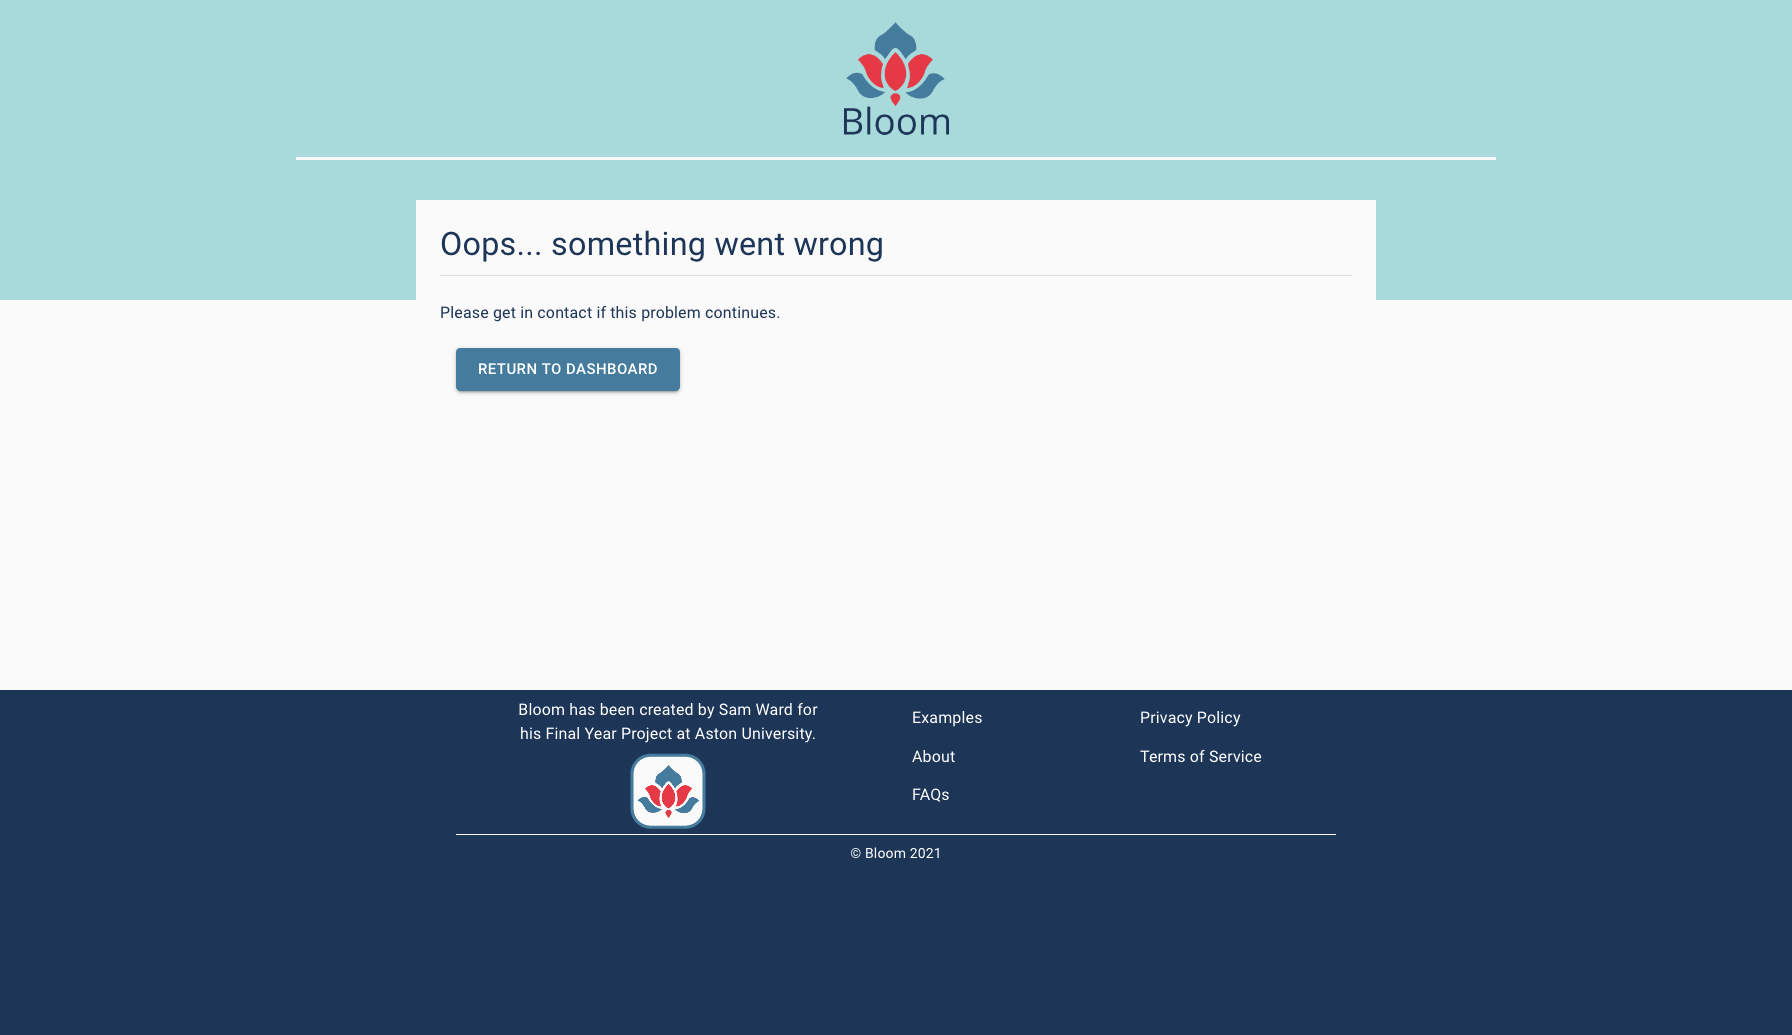 Bloom
Oops... something went wrong
Please get in contact if this problem continues.
RETURN TO DASHBOARD
Bloom has been created by Sam Ward for
his Final Year Project at Aston University.
Examples
About
FAQs
Privacy Policy
Terms of Service
© Bloom 2021